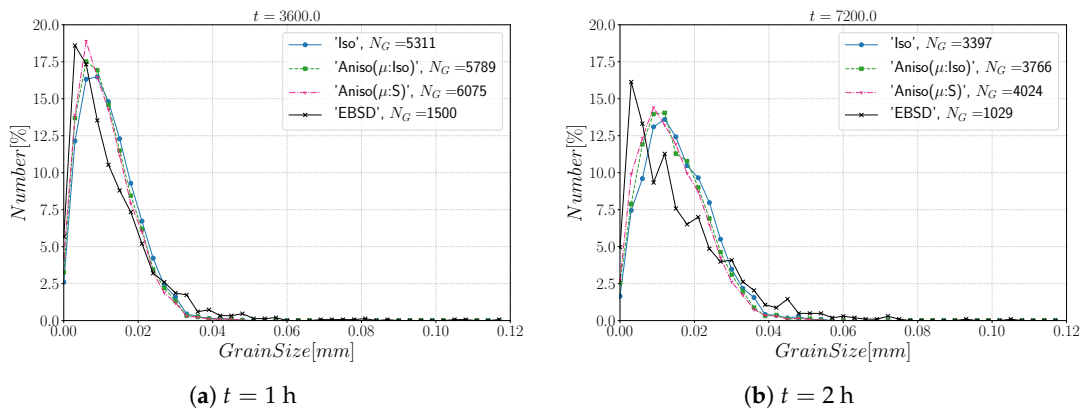 t = 3600.0
20.0
17.5
15.0
12.5
10.0
7.5
5.0
2.5
0.0
Number[%]
'Iso', N_G =5311
'Aniso(μ:Iso)', N_G =5789
'Aniso(μ:S)', N_G =6075
'EBSD', N_G =1500
0.00 0.02 0.04 0.06 0.08 0.10 0.12
GrainSize[mm]
(a) t = 1 h
t = 7200.0
20.0
17.5
15.0
12.5
10.0
7.5
5.0
2.5
0.0
Number[%]
'Iso', N_G =3397
'Aniso(μ:Iso)', N_G =3766
'Aniso(μ:S)', N_G =4024
'EBSD', N_G =1029
0.00 0.02 0.04 0.06 0.08 0.10 0.12
GrainSize[mm]
(b) t = 2 h